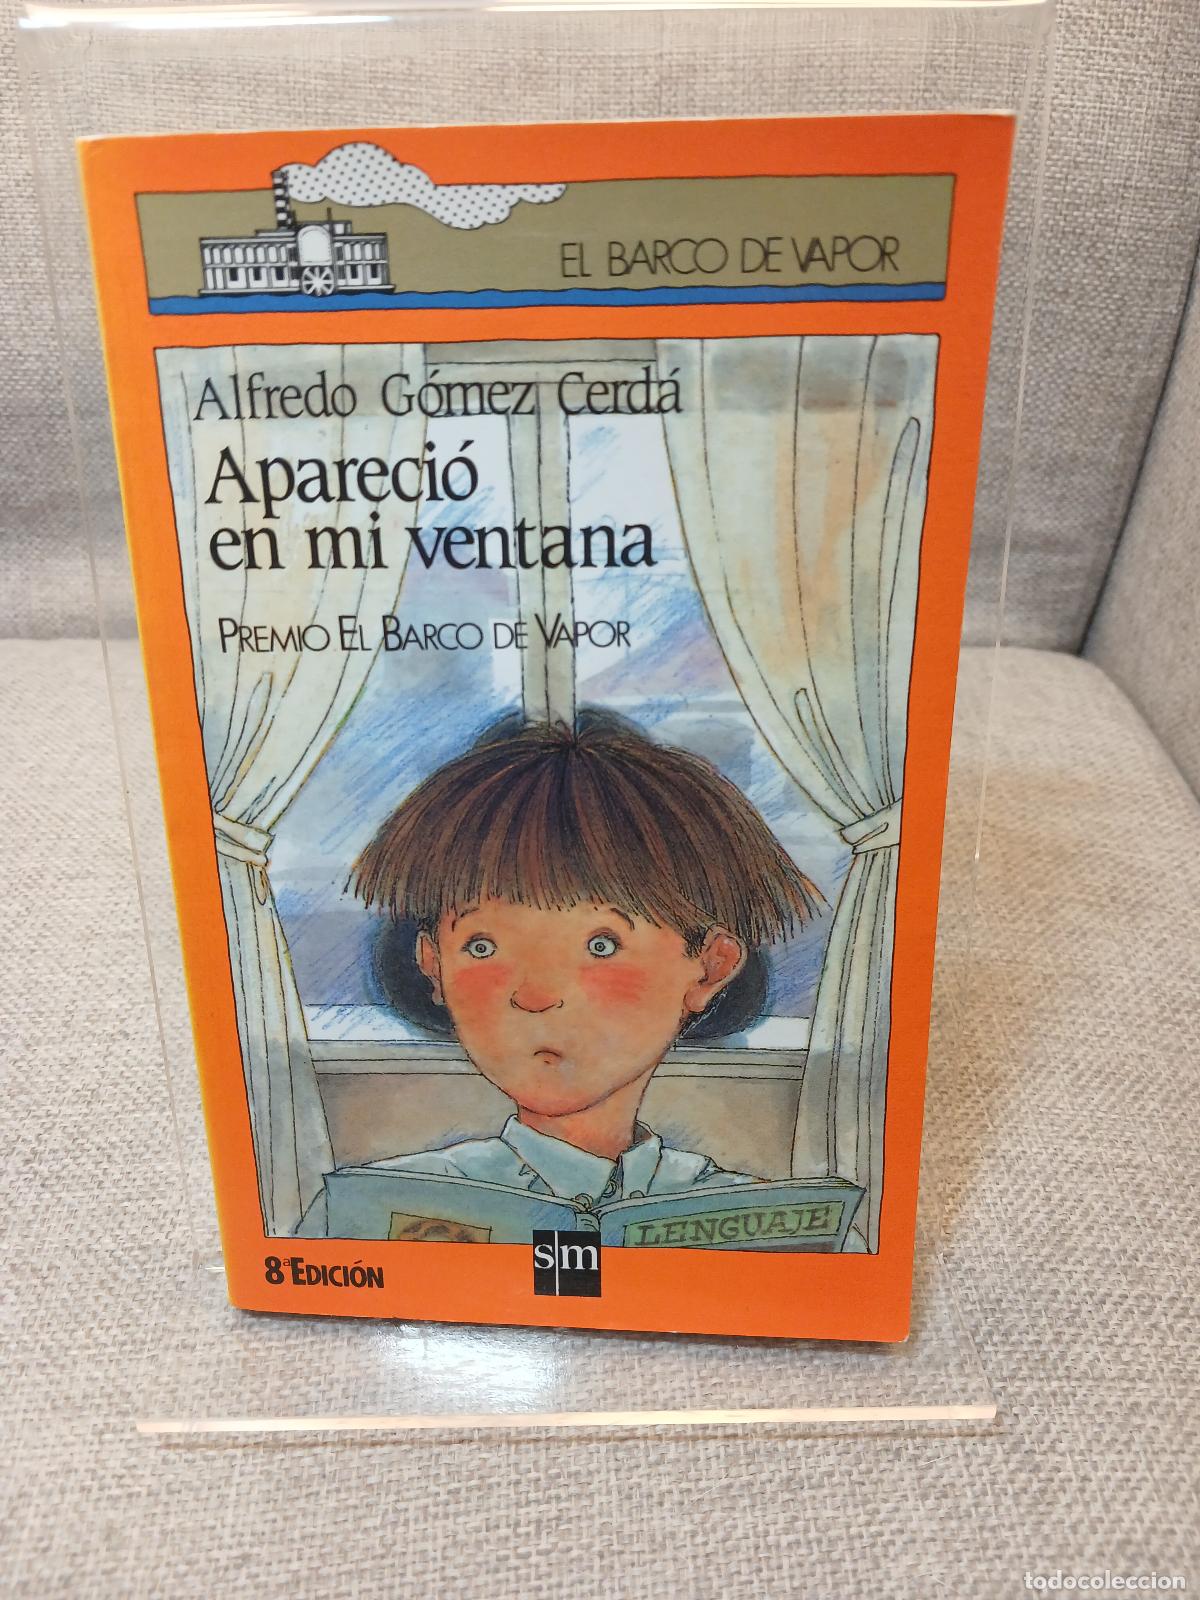 EL BARCO DE VAPOR
Alfredo Gómez Cerdá
Apareció
en mi ventana
PREMIO EL BARCO DE VAPOR
LENGUAJE
sm
8ª EDICIÓN
todocoleccion